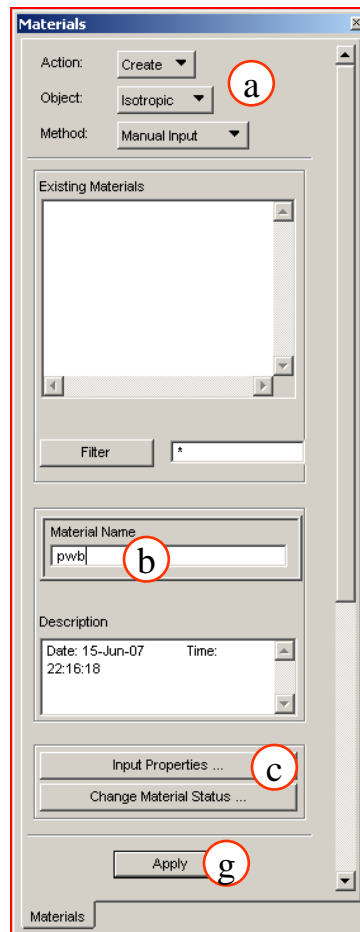 Materials
Action: Create
a
Object: Isotropic
Method: Manual Input
Existing Materials
Filter *
Material Name
pwb b
Description
Date: 15-Jun-07 Time:
22:16:18
Input Properties ... c
Change Material Status ...
Apply g
Materials